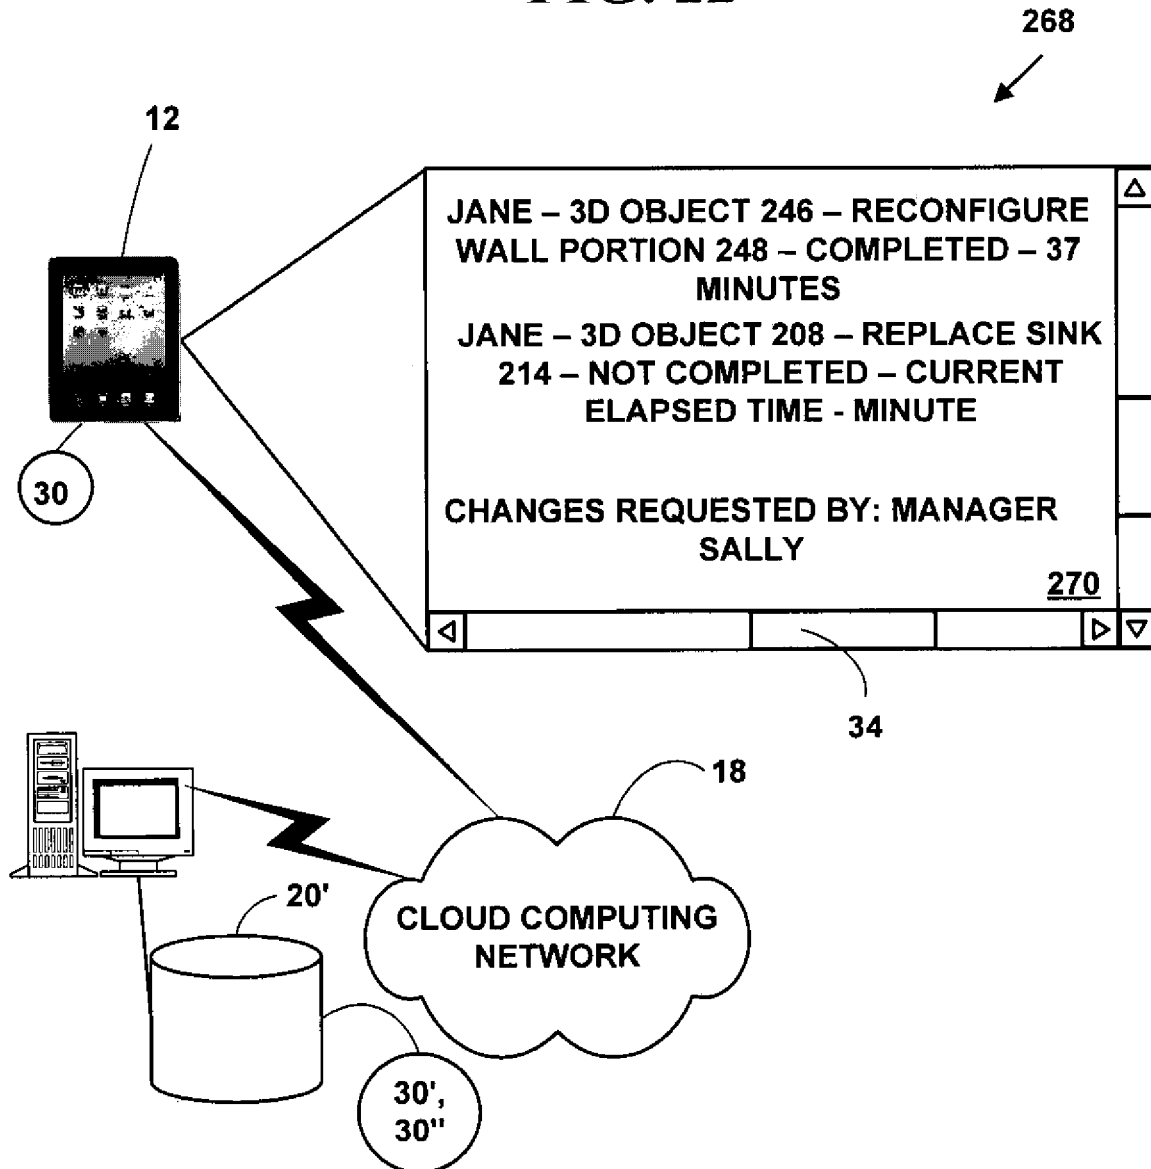 268
12
JANE – 3D OBJECT 246 – RECONFIGURE
WALL PORTION 248 – COMPLETED – 37
MINUTES
JANE – 3D OBJECT 208 – REPLACE SINK
214 – NOT COMPLETED – CURRENT
ELAPSED TIME - MINUTE
CHANGES REQUESTED BY: MANAGER
SALLY
270
30
34
18
20'
CLOUD COMPUTING
NETWORK
30',
30"